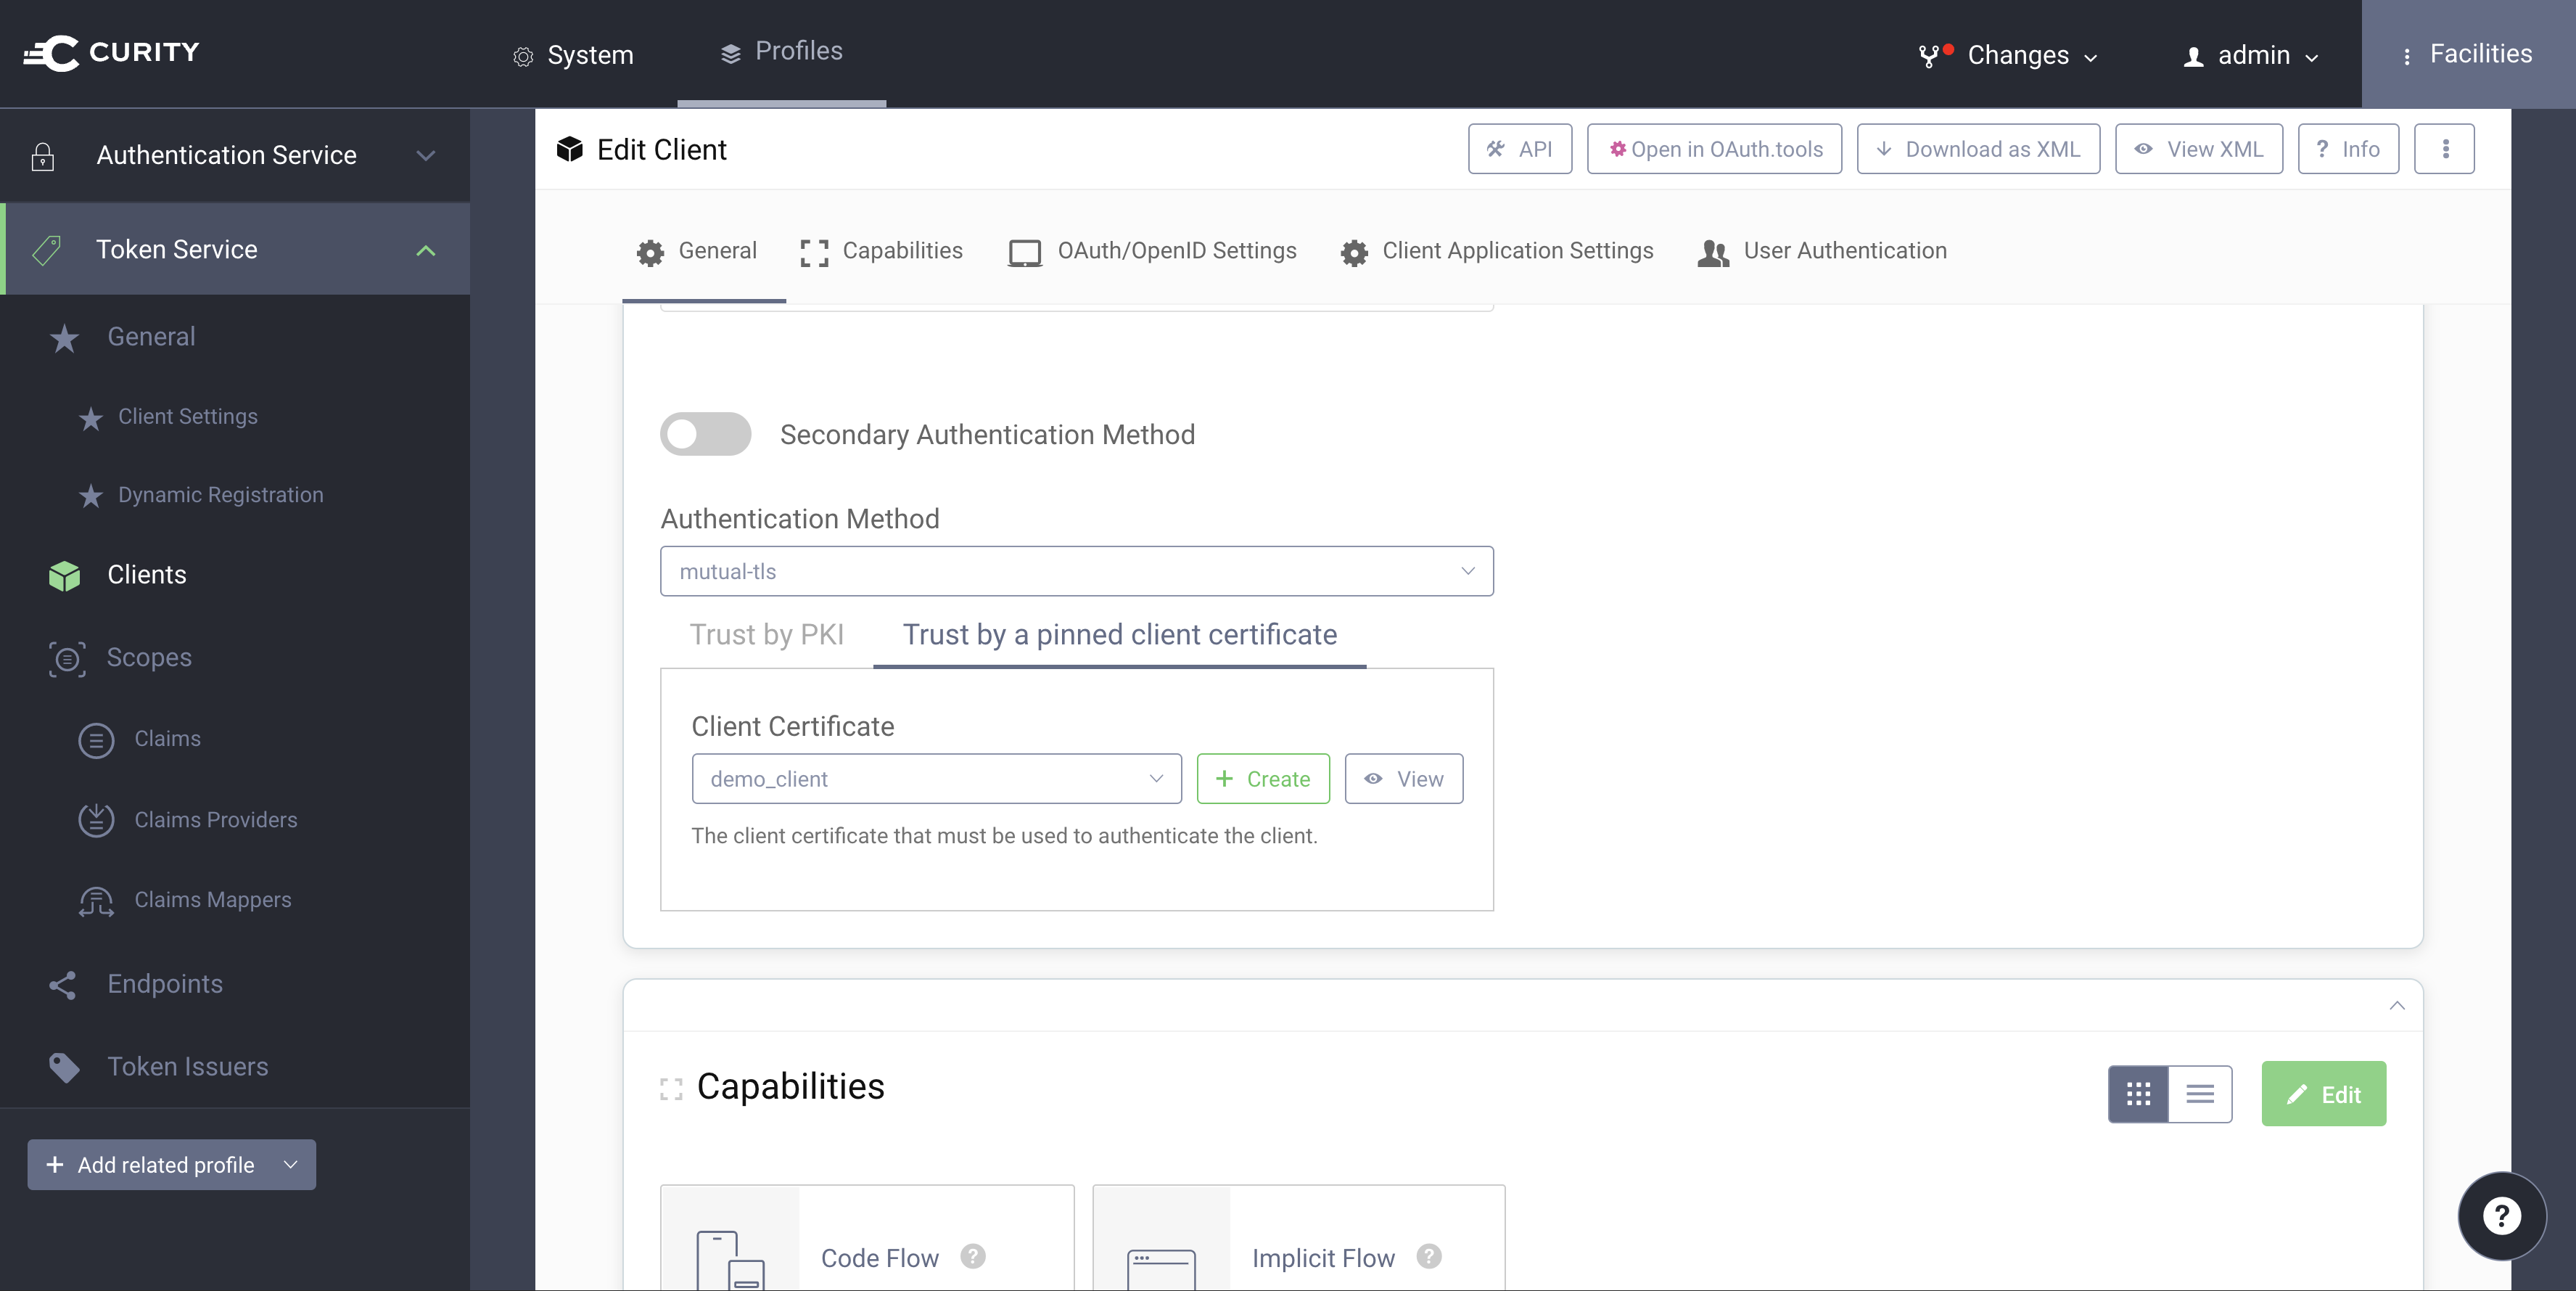 CURITY
System
Profiles
Changes
admin
Facilities
Authentication Service
Token Service
General
Client Settings
Dynamic Registration
Clients
Scopes
Claims
Claims Providers
Claims Mappers
Endpoints
Token Issuers
+ Add related profile
Edit Client
API
Open in OAuth.tools
Download as XML
View XML
? Info
General
Capabilities
OAuth/OpenID Settings
Client Application Settings
User Authentication
Secondary Authentication Method
Authentication Method
mutual-tls
Trust by PKI
Trust by a pinned client certificate
Client Certificate
demo_client
+ Create
View
The client certificate that must be used to authenticate the client.
Capabilities
Edit
Code Flow ?
Implicit Flow ?
?